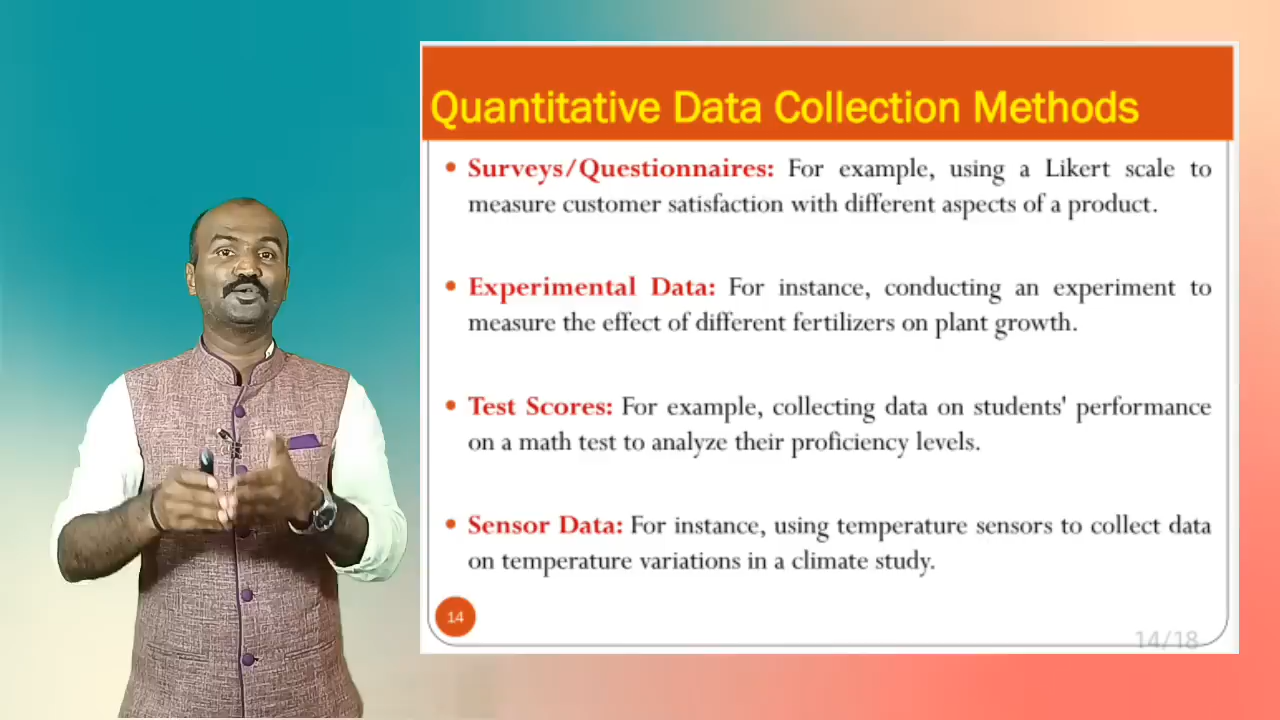 Quantitative Data Collection Methods
• Surveys/Questionnaires: For example, using a Likert scale to
measure customer satisfaction with different aspects of a product.
• Experimental Data: For instance, conducting an experiment to
measure the effect of different fertilizers on plant growth.
• Test Scores: For example, collecting data on students' performance
on a math test to analyze their proficiency levels.
• Sensor Data: For instance, using temperature sensors to collect data
on temperature variations in a climate study.
14
14/18